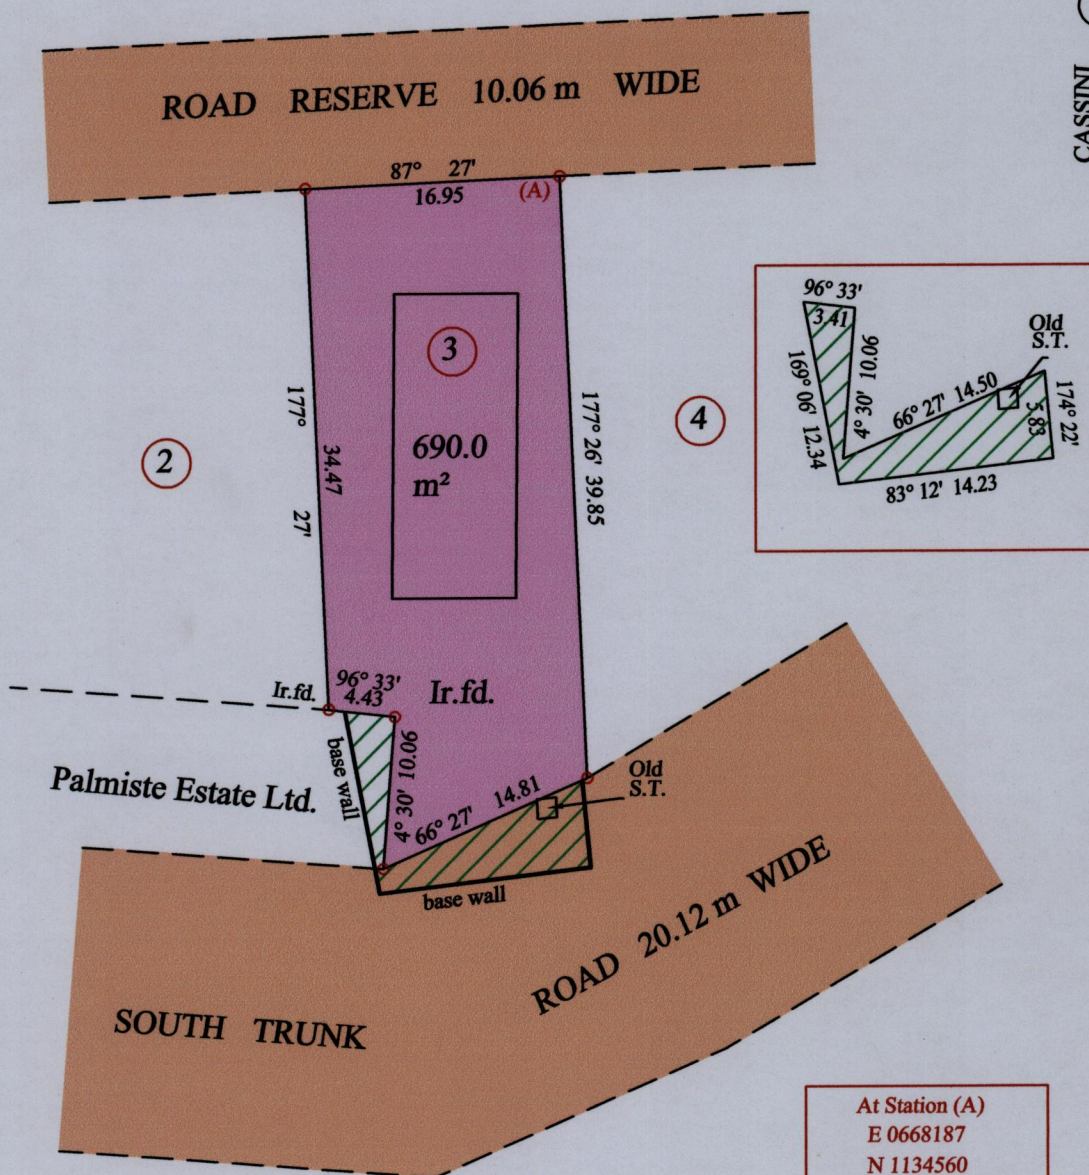 CASSINI
ROAD RESERVE 10.06 m WIDE
87° 27'
16.95
(A)
96° 33'
3.41
Old
S.T.
169° 06' 12.34
4° 30' 10.06
66° 27' 14.50
5.83
174° 22'
83° 12' 14.23
3
690.0
m²
2
4
177° 27'
34.47
177° 26' 39.85
Ir.fd.
96° 33'
4.43
Ir.fd.
base wall
4° 30' 10.06
Palmiste Estate Ltd.
66° 27' 14.81
Old
S.T.
base wall
ROAD 20.12 m WIDE
SOUTH TRUNK
At Station (A)
E 0668187
N 1134560